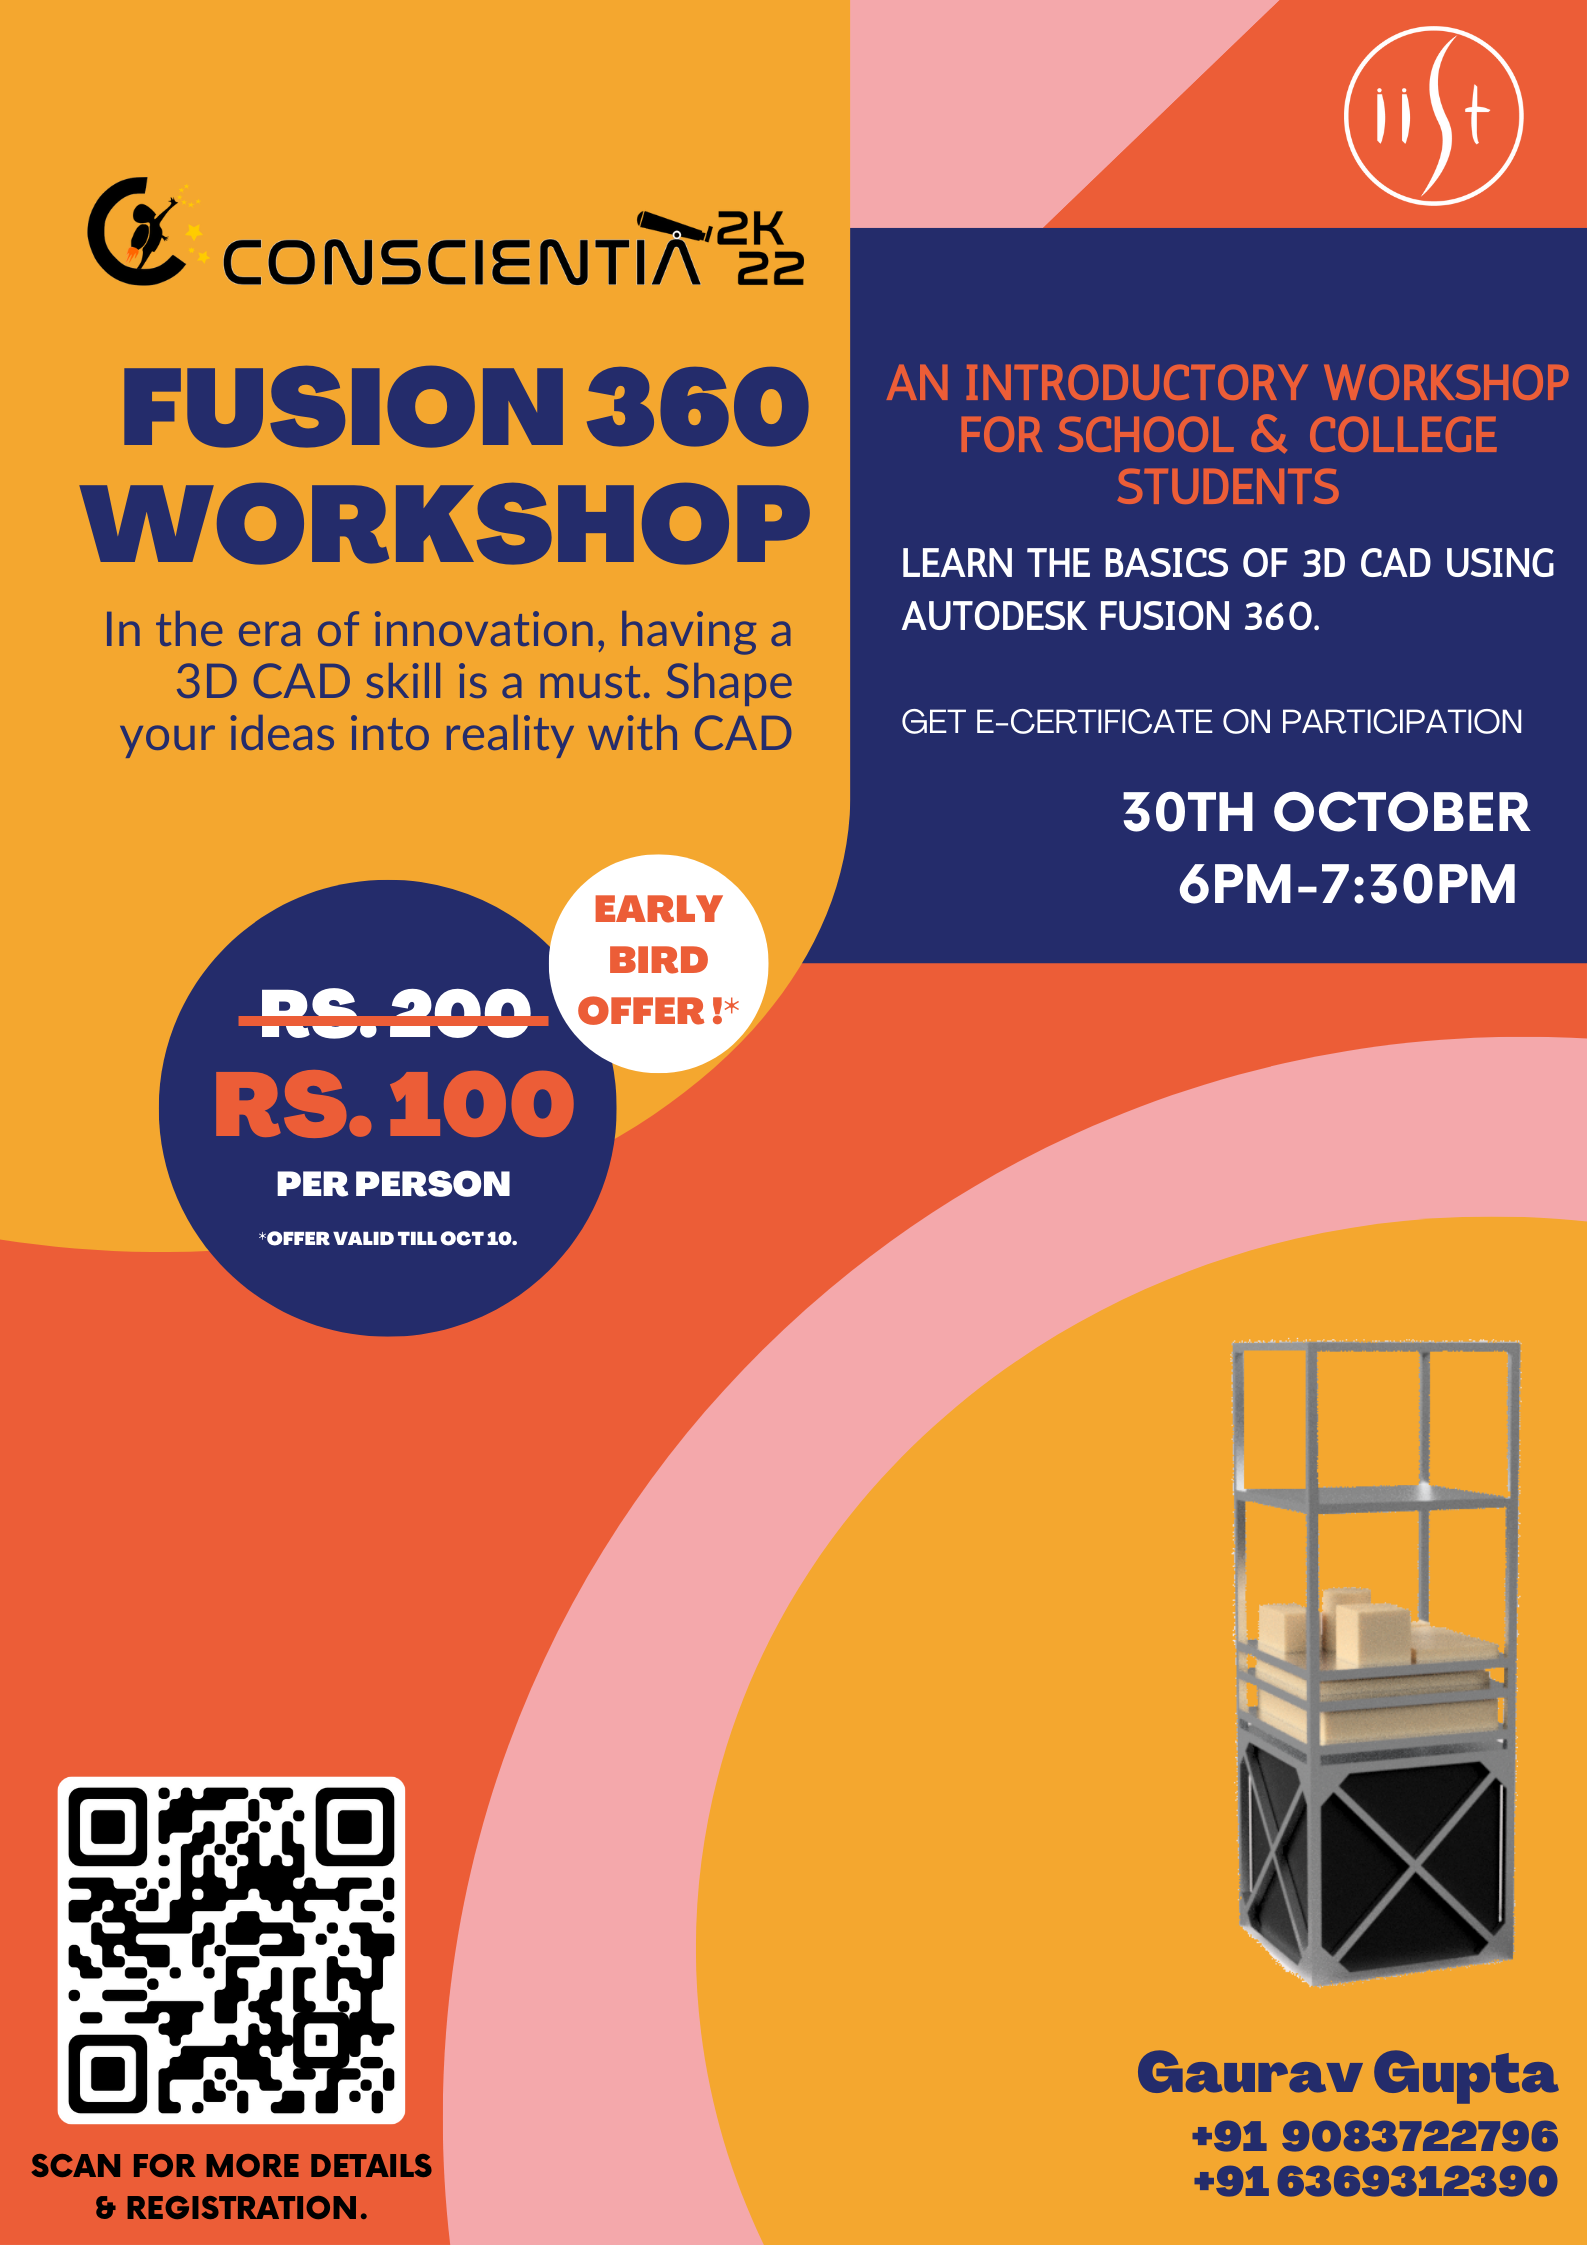 iist
CONSCIENTIA 2K
22
FUSION 360
WORKSHOP
In the era of innovation, having a
3D CAD skill is a must. Shape
your ideas into reality with CAD
AN INTRODUCTORY WORKSHOP
FOR SCHOOL & COLLEGE
STUDENTS
LEARN THE BASICS OF 3D CAD USING
AUTODESK FUSION 360.
GET E-CERTIFICATE ON PARTICIPATION
30TH OCTOBER
6PM-7:30PM
EARLY
BIRD
OFFER !*
RS. 200
RS. 100
PER PERSON
*OFFER VALID TILL OCT 10.
SCAN FOR MORE DETAILS
& REGISTRATION.
Gaurav Gupta
+91 9083722796
+91 6369312390